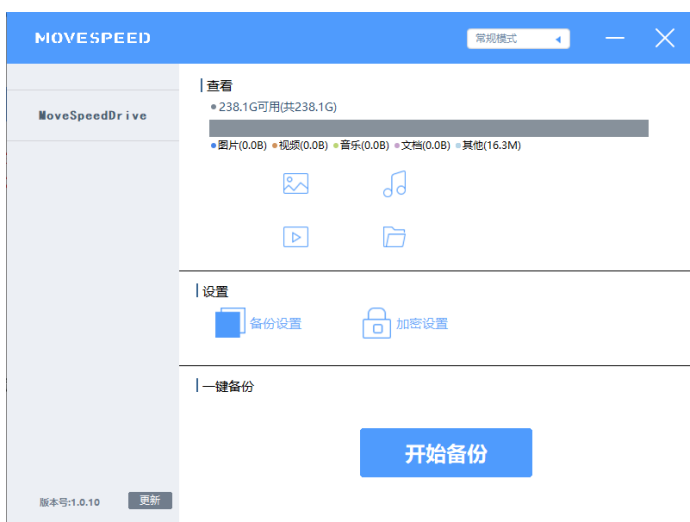 MOVESPEED
常规模式
MoveSpeedDrive
查看
238.1G可用(共238.1G)
图片(0.0B) 视频(0.0B) 音乐(0.0B) 文档(0.0B) 其他(16.3M)
设置
备份设置 加密设置
一键备份
开始备份
版本号:1.0.10 更新